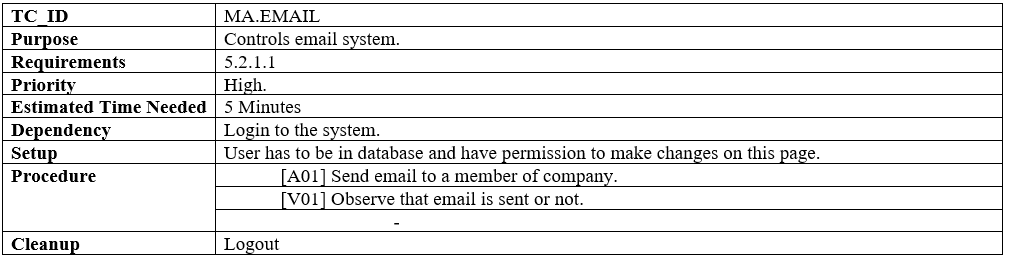 TC_ID MA.EMAIL
Purpose Controls email system.
Requirements 5.2.1.1
Priority High.
Estimated Time Needed 5 Minutes
Dependency Login to the system.
Setup User has to be in database and have permission to make changes on this page.
Procedure [A01] Send email to a member of company.
[V01] Observe that email is sent or not.
-
Cleanup Logout